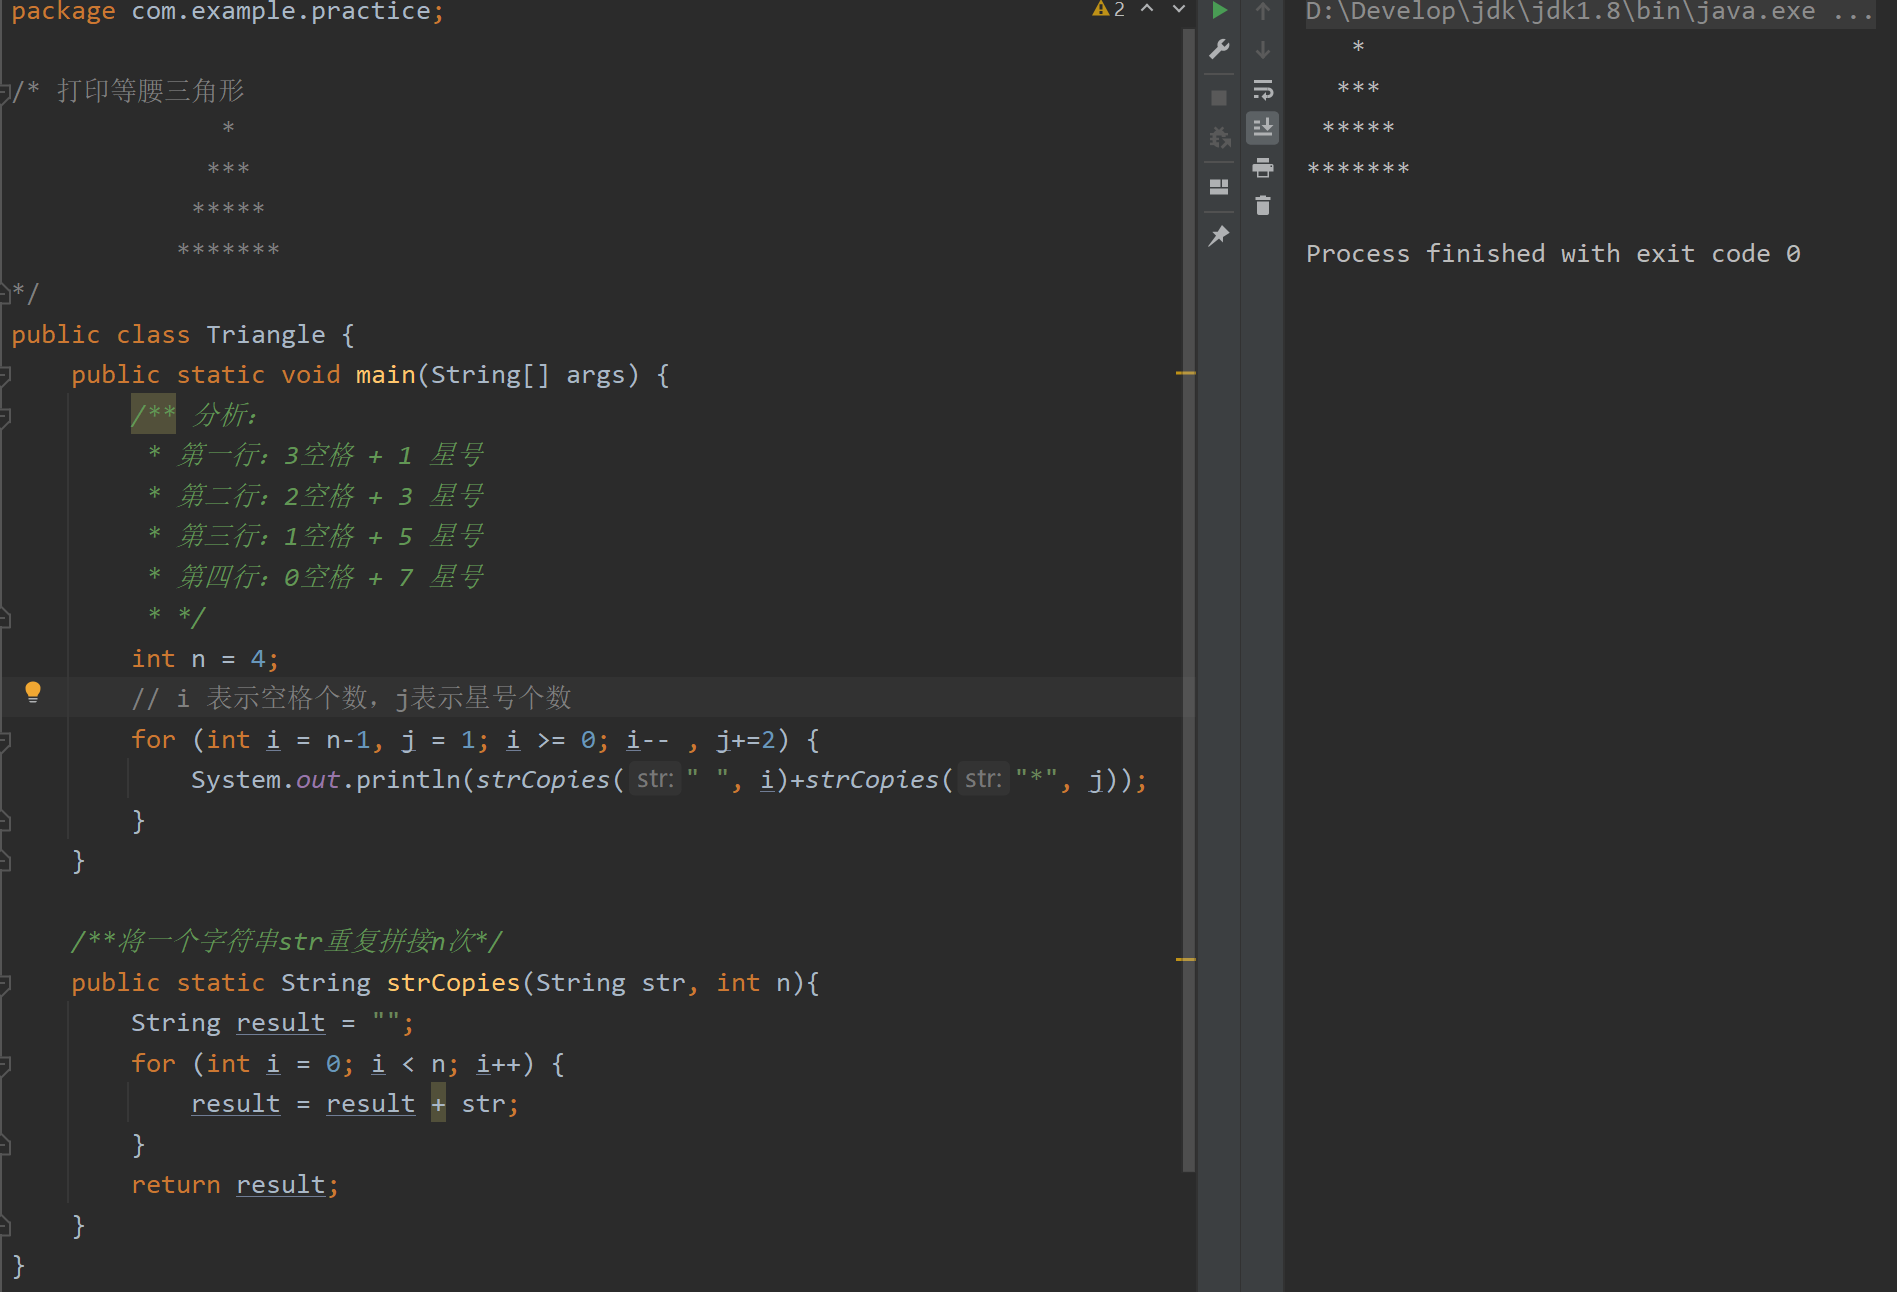 package com.example.practice;
/* 打印等腰三角形
               *
              ***
             *****
            *******
*/
public class Triangle {
    public static void main(String[] args) {
        /** 分析：
         * 第一行：3空格 + 1 星号
         * 第二行：2空格 + 3 星号
         * 第三行：1空格 + 5 星号
         * 第四行：0空格 + 7 星号
         * */
        int n = 4;
        // i 表示空格个数，j表示星号个数
        for (int i = n-1, j = 1; i >= 0; i-- , j+=2) {
            System.out.println(strCopies( str: " ", i)+strCopies( str: "*", j));
        }
    }
    /**将一个字符串str重复拼接n次*/
    public static String strCopies(String str, int n){
        String result = "";
        for (int i = 0; i < n; i++) {
            result = result + str;
        }
        return result;
    }
}
2
D:\Develop\jdk\jdk1.8\bin\java.exe ...
   *
  ***
 *****
*******
Process finished with exit code 0